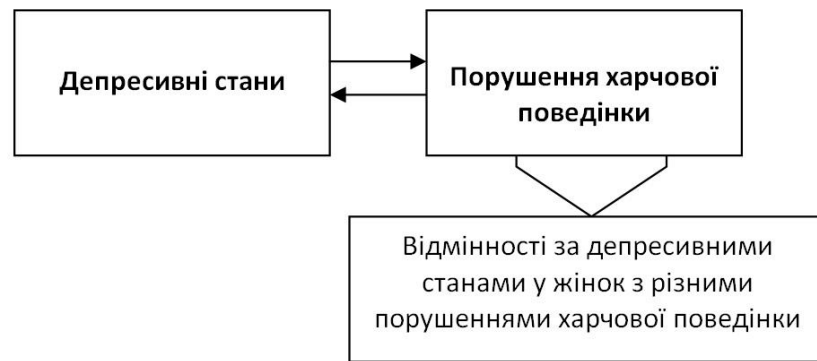 Депресивні стани
Порушення харчової
поведінки
Відмінності за депресивними
станами у жінок з різними
порушеннями харчової поведінки